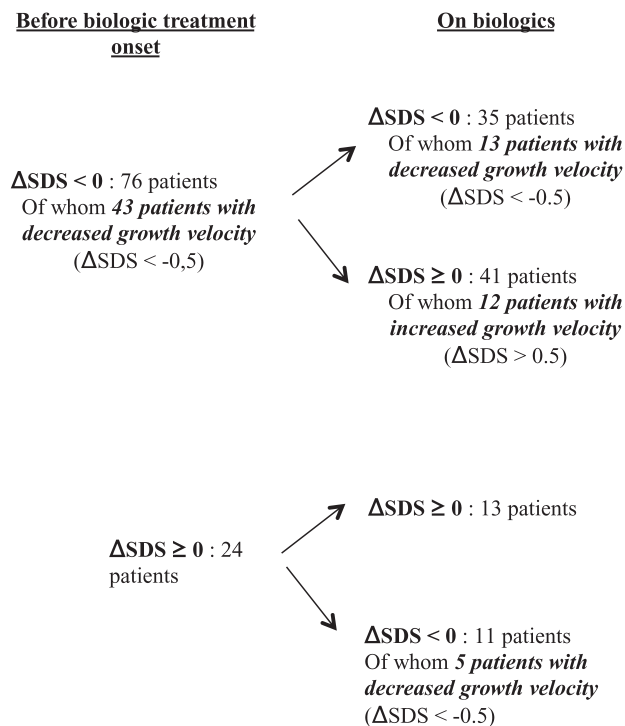 Before biologic treatment
onset
On biologics
ΔSDS < 0 : 76 patients
Of whom 43 patients with
decreased growth velocity
(ΔSDS < -0,5)
ΔSDS < 0 : 35 patients
Of whom 13 patients with
decreased growth velocity
(ΔSDS < -0.5)
ΔSDS ≥ 0 : 41 patients
Of whom 12 patients with
increased growth velocity
(ΔSDS > 0.5)
ΔSDS ≥ 0 : 24
patients
ΔSDS ≥ 0 : 13 patients
ΔSDS < 0 : 11 patients
Of whom 5 patients with
decreased growth velocity
(ΔSDS < -0.5)